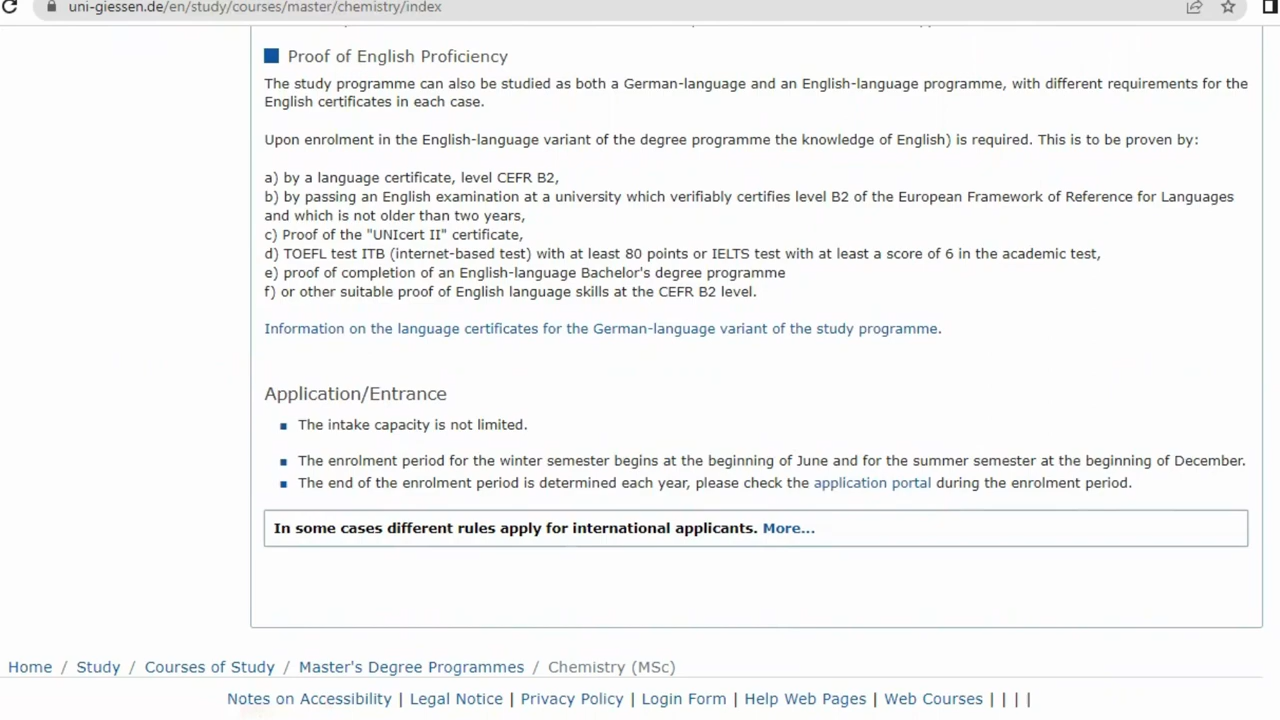 uni-giessen.de/en/study/courses/master/chemistry/index
Proof of English Proficiency
The study programme can also be studied as both a German-language and an English-language programme, with different requirements for the
English certificates in each case.
Upon enrolment in the English-language variant of the degree programme the knowledge of English) is required. This is to be proven by:
a) by a language certificate, level CEFR B2,
b) by passing an English examination at a university which verifiably certifies level B2 of the European Framework of Reference for Languages
and which is not older than two years,
c) Proof of the "UNIcert II" certificate,
d) TOEFL test ITB (internet-based test) with at least 80 points or IELTS test with at least a score of 6 in the academic test,
e) proof of completion of an English-language Bachelor's degree programme
f) or other suitable proof of English language skills at the CEFR B2 level.
Information on the language certificates for the German-language variant of the study programme.
Application/Entrance
The intake capacity is not limited.
The enrolment period for the winter semester begins at the beginning of June and for the summer semester at the beginning of December.
The end of the enrolment period is determined each year, please check the application portal during the enrolment period.
In some cases different rules apply for international applicants. More...
Home / Study / Courses of Study / Master's Degree Programmes / Chemistry (MSc)
Notes on Accessibility | Legal Notice | Privacy Policy | Login Form | Help Web Pages | Web Courses | | | |